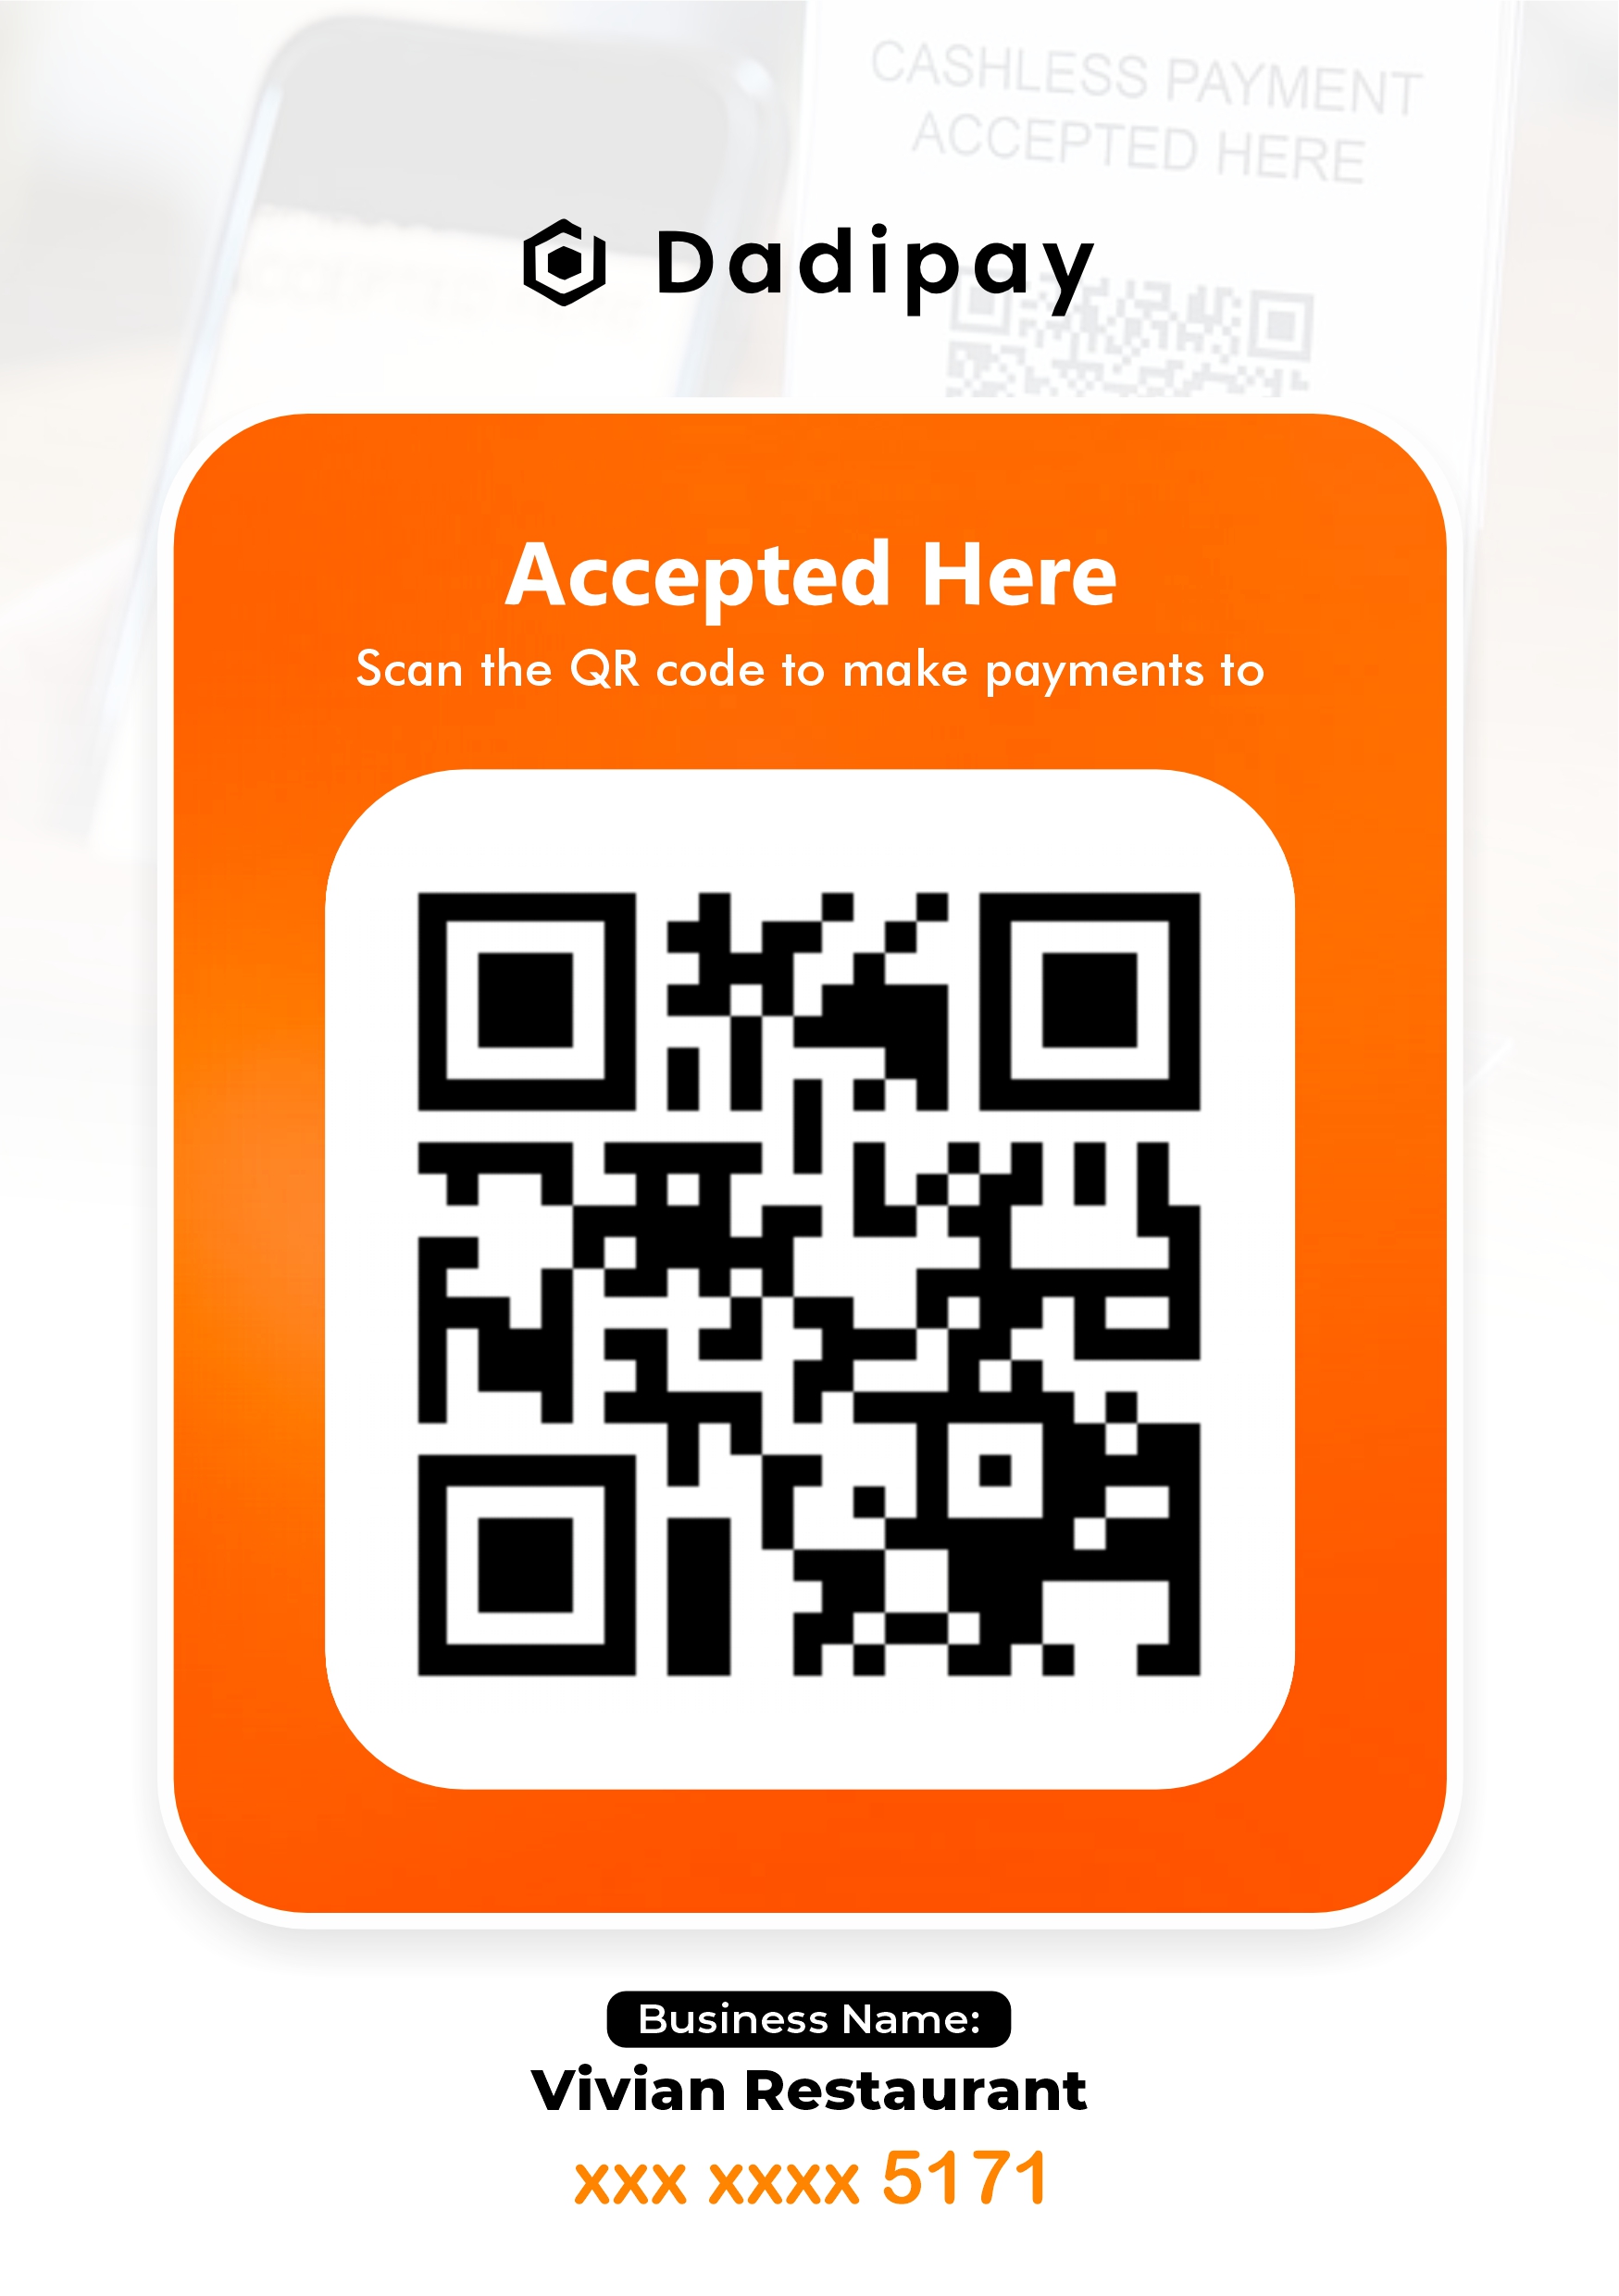 CASHLESS PAYMENT
ACCEPTED HERE
Dadipay
Accepted Here
Scan the QR code to make payments to
Business Name:
Vivian Restaurant
xxx xxxx 5171